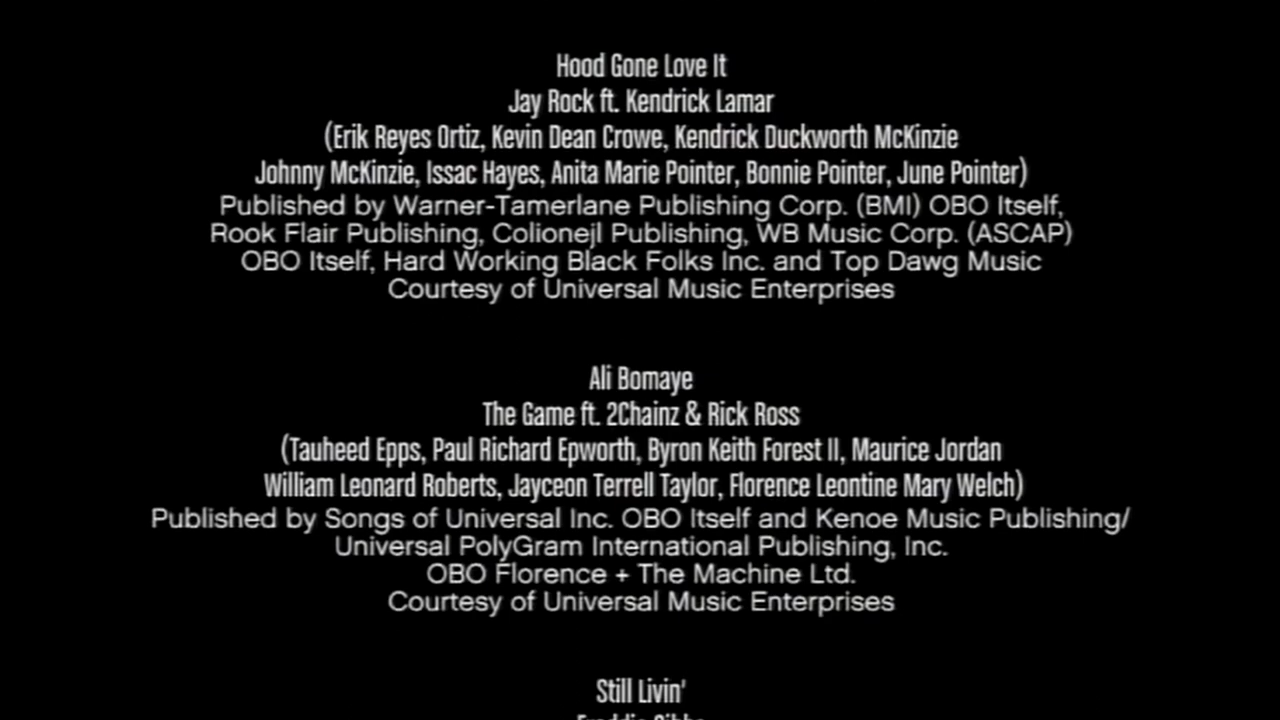 Hood Gone Love It
Jay Rock ft. Kendrick Lamar
(Erik Reyes Ortiz, Kevin Dean Crowe, Kendrick Duckworth McKinzie
Johnny McKinzie, Issac Hayes, Anita Marie Pointer, Bonnie Pointer, June Pointer)
Published by Warner-Tamerlane Publishing Corp. (BMI) OBO Itself,
Rook Flair Publishing, Colionejl Publishing, WB Music Corp. (ASCAP)
OBO Itself, Hard Working Black Folks Inc. and Top Dawg Music
Courtesy of Universal Music Enterprises
Ali Bomaye
The Game ft. 2Chainz & Rick Ross
(Tauheed Epps, Paul Richard Epworth, Byron Keith Forest II, Maurice Jordan
William Leonard Roberts, Jayceon Terrell Taylor, Florence Leontine Mary Welch)
Published by Songs of Universal Inc. OBO Itself and Kenoe Music Publishing/
Universal PolyGram International Publishing, Inc.
OBO Florence + The Machine Ltd.
Courtesy of Universal Music Enterprises
Still Livin'